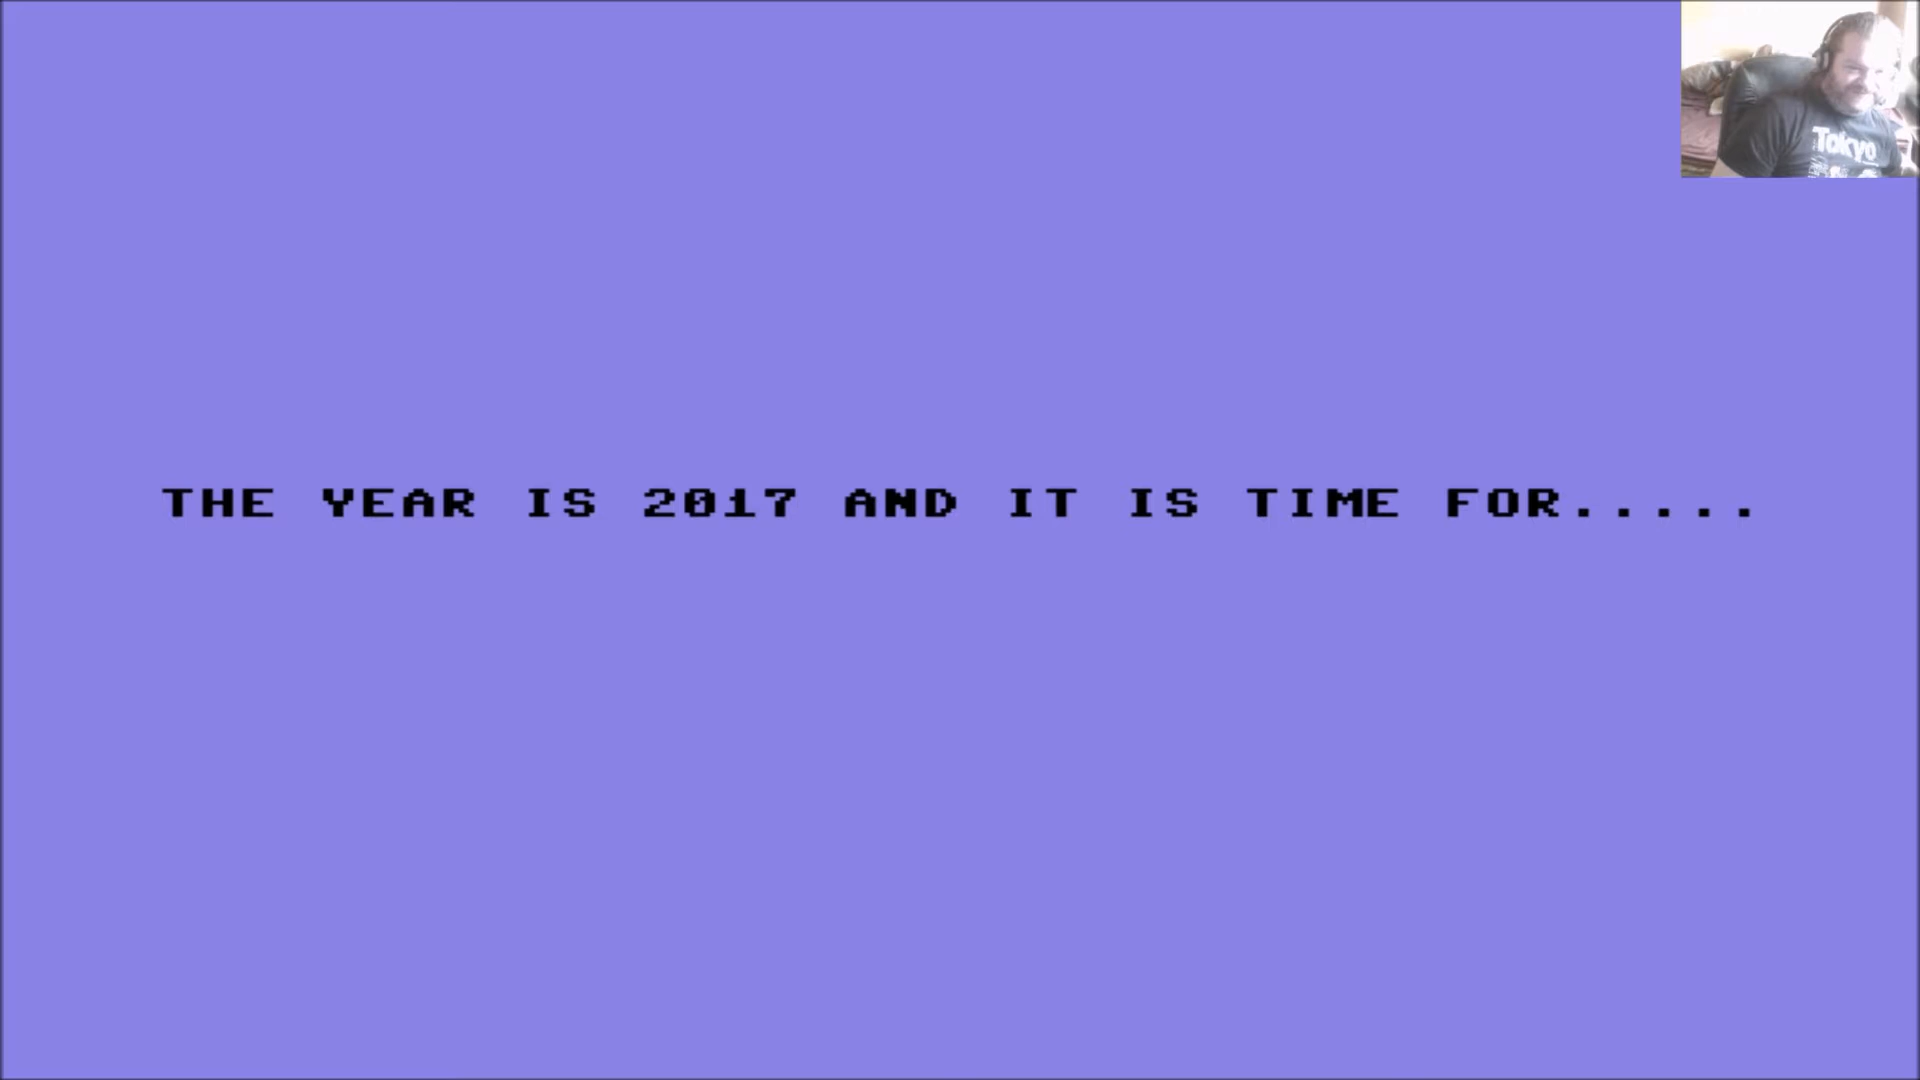 Tokyo
THE YEAR IS 2017 AND IT IS TIME FOR.....